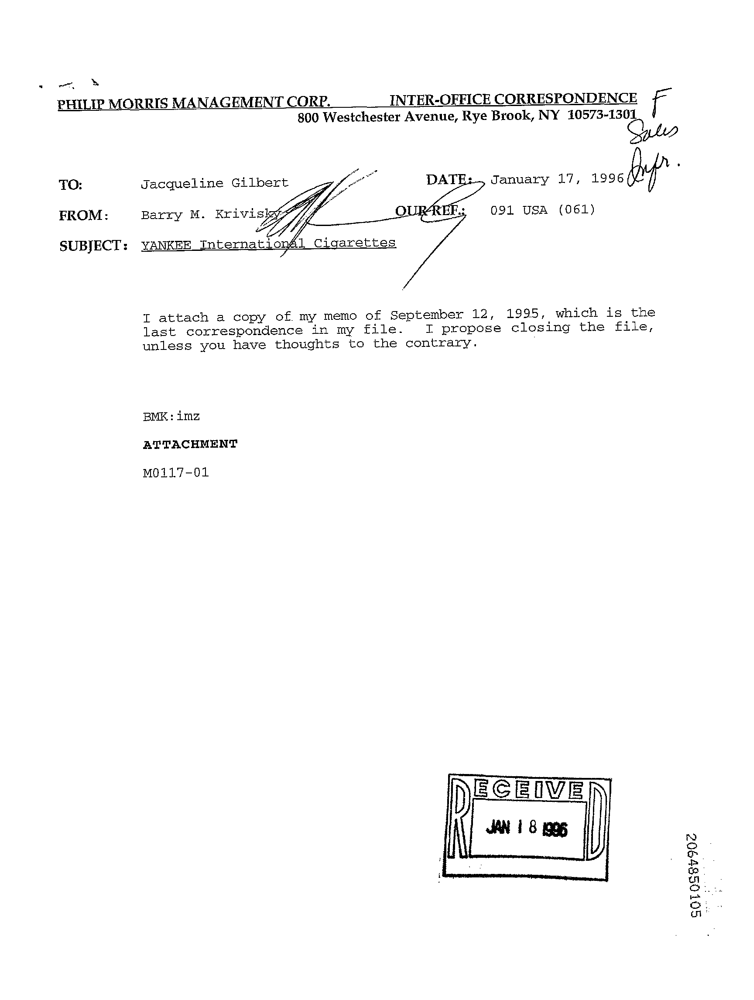 PHILIP MORRIS MANAGEMENT CORP. INTER-OFFICE CORRESPONDENCE
800 Westchester Avenue, Rye Brook, NY 10573-1301
F
Sales
TO: Jacqueline Gilbert DATE: January 17, 1996
FROM: Barry M. Krivisky OUR REF.: 091 USA (061)
SUBJECT: YANKEE International Cigarettes
I attach a copy of my memo of September 12, 1995, which is the
last correspondence in my file. I propose closing the file,
unless you have thoughts to the contrary.
BMK:imz
ATTACHMENT
M0117-01
RECEIVED
JAN 18 1996
2064850105